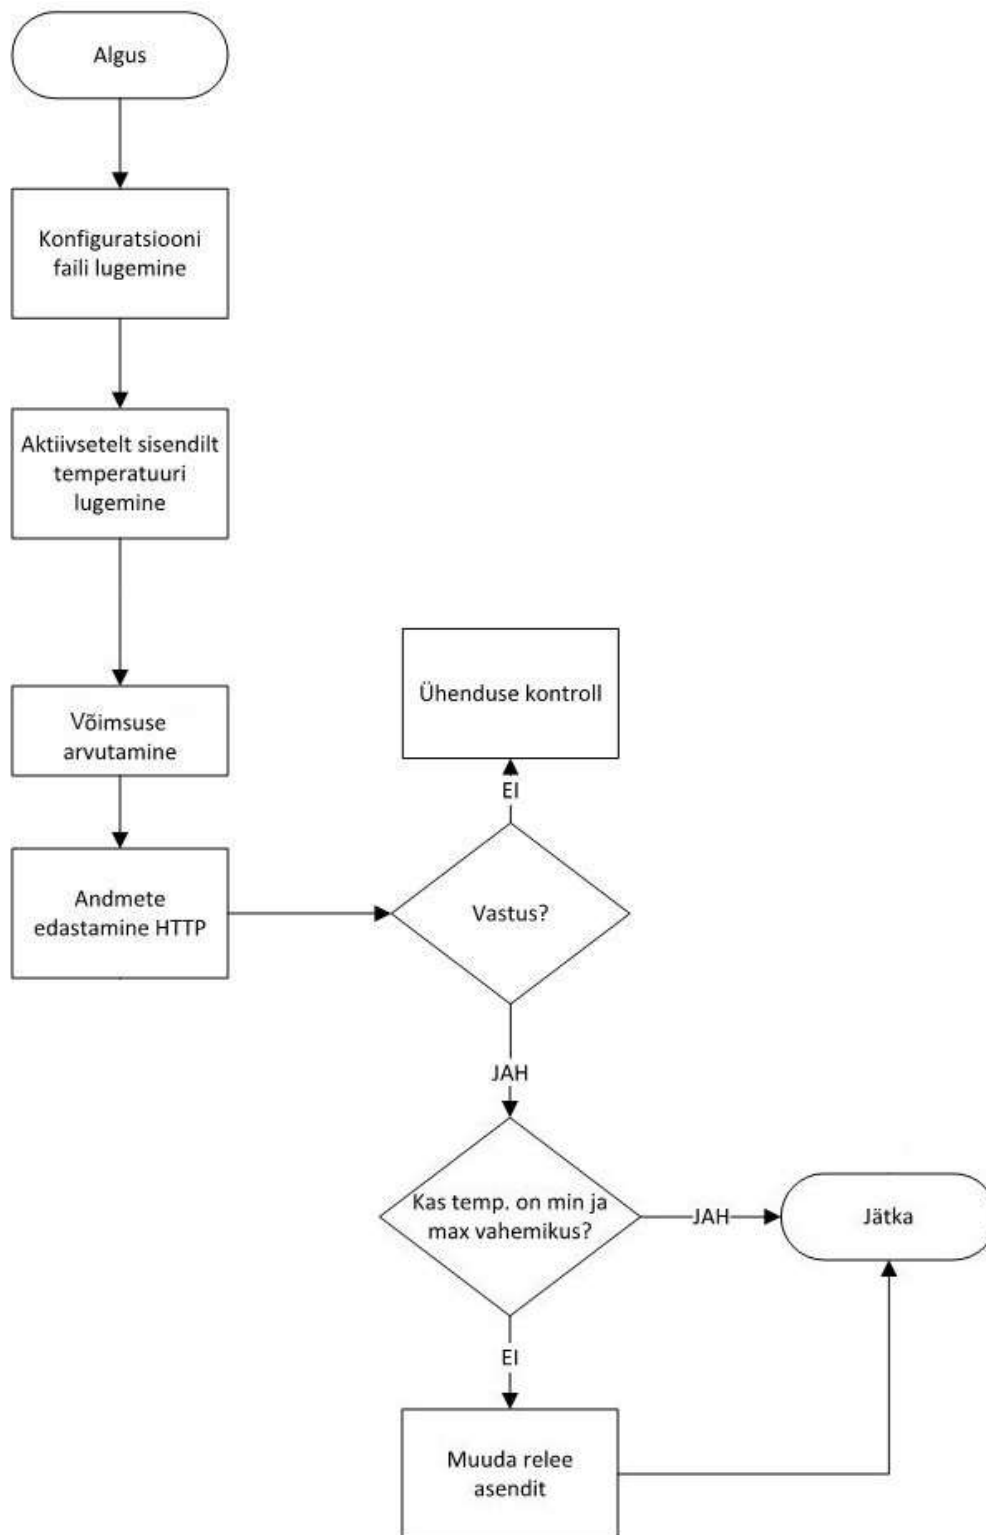 Algus
Konfiguratsiooni
faili lugemine
Aktiivsetelt sisendilt
temperatuuri
lugemine
Võimsuse
arvutamine
Andmete
edastamine HTTP
Ühenduse kontroll
EI
Vastus?
JAH
Kas temp. on min ja
max vahemikus?
JAH
Jätka
EI
Muuda relee
asendit